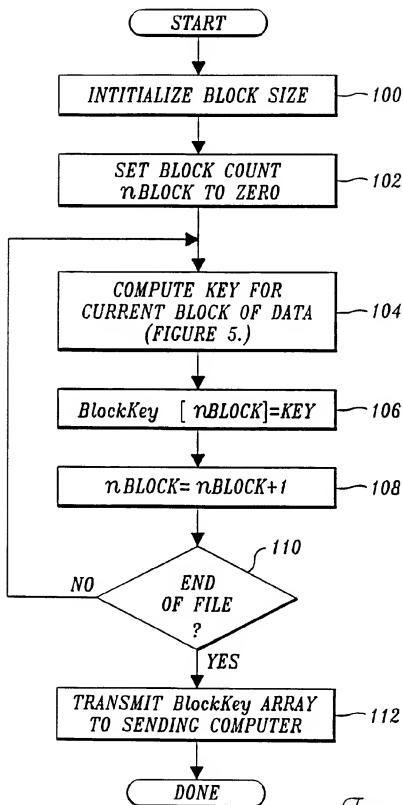 START
INTITIALIZE BLOCK SIZE
100
SET BLOCK COUNT
nBLOCK TO ZERO
102
COMPUTE KEY FOR
CURRENT BLOCK OF DATA
(FIGURE 5.)
104
BlockKey [ nBLOCK]=KEY
106
nBLOCK= nBLOCK+1
108
110
NO
END
OF FILE
?
YES
TRANSMIT BlockKey ARRAY
TO SENDING COMPUTER
112
DONE